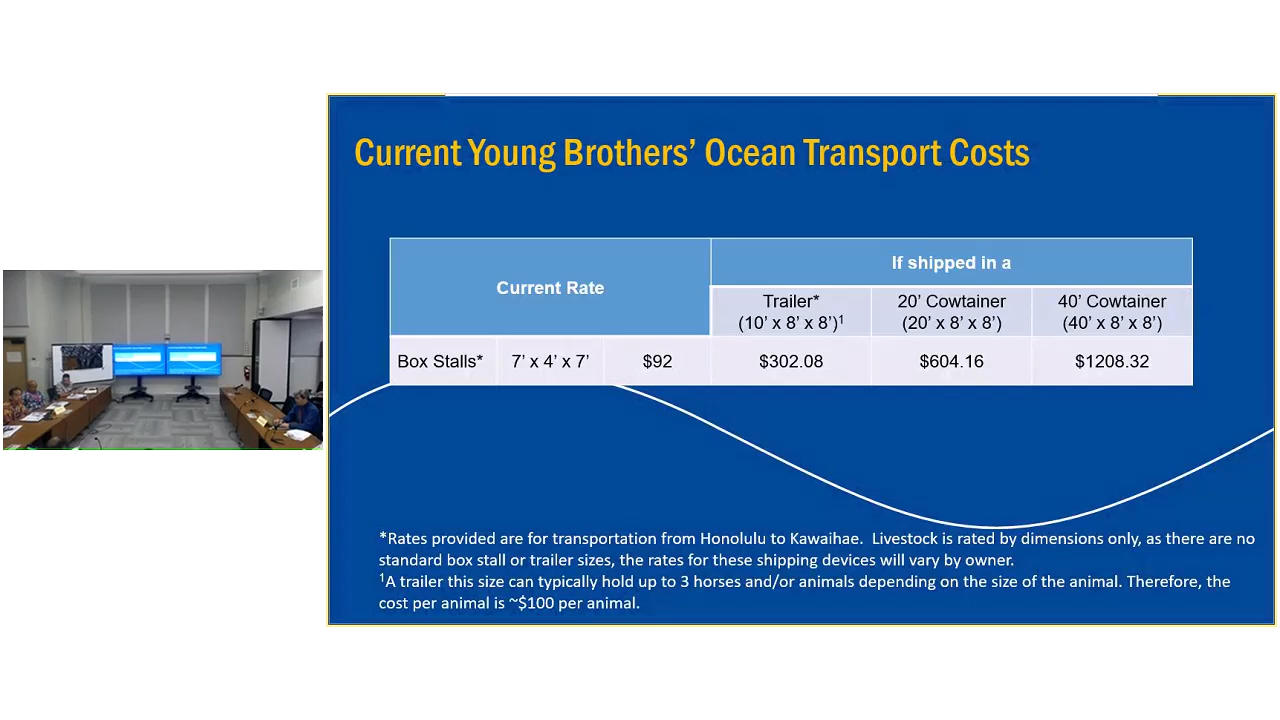 Current Young Brothers’ Ocean Transport Costs
Current Rate
If shipped in a
Trailer*
(10’ x 8’ x 8’)¹
20’ Cowtainer
(20’ x 8’ x 8’)
40’ Cowtainer
(40’ x 8’ x 8’)
Box Stalls*
7’ x 4’ x 7’
$92
$302.08
$604.16
$1208.32
*Rates provided are for transportation from Honolulu to Kawaihae. Livestock is rated by dimensions only, as there are no
standard box stall or trailer sizes, the rates for these shipping devices will vary by owner.
¹A trailer this size can typically hold up to 3 horses and/or animals depending on the size of the animal. Therefore, the
cost per animal is ~$100 per animal.